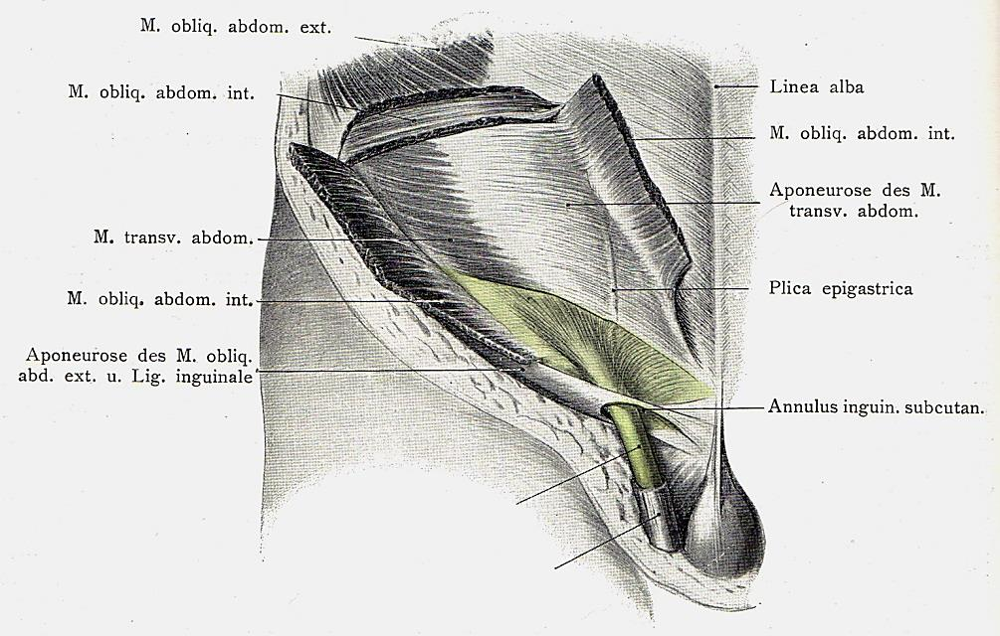 M. obliq. abdom. ext.
M. obliq. abdom. int.
M. transv. abdom.
M. obliq. abdom. int.
Aponeurose des M. obliq.
abd. ext. u. Lig. inguinale
Linea alba
M. obliq. abdom. int.
Aponeurose des M.
transv. abdom.
Plica epigastrica
Annulus inguin. subcutan.